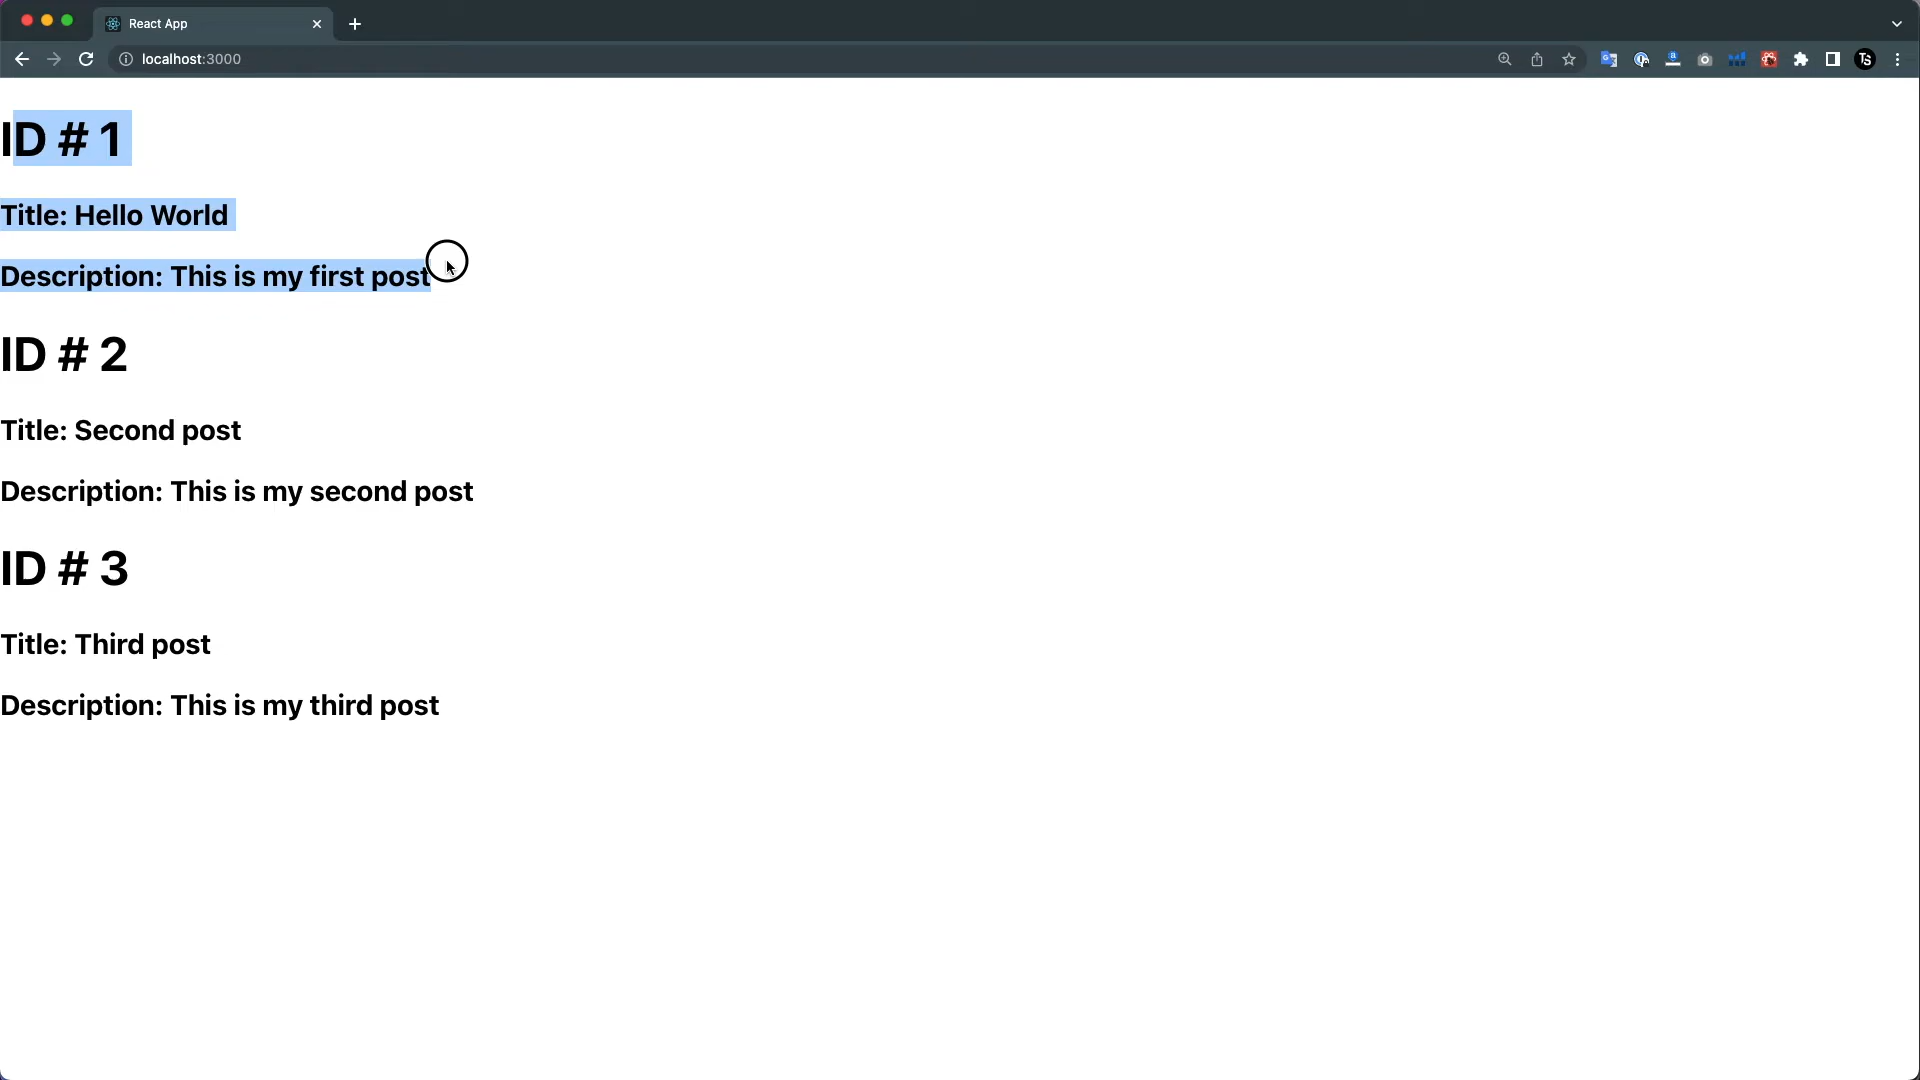 React App
localhost:3000
TS
ID # 1
Title: Hello World
Description: This is my first post
ID # 2
Title: Second post
Description: This is my second post
ID # 3
Title: Third post
Description: This is my third post